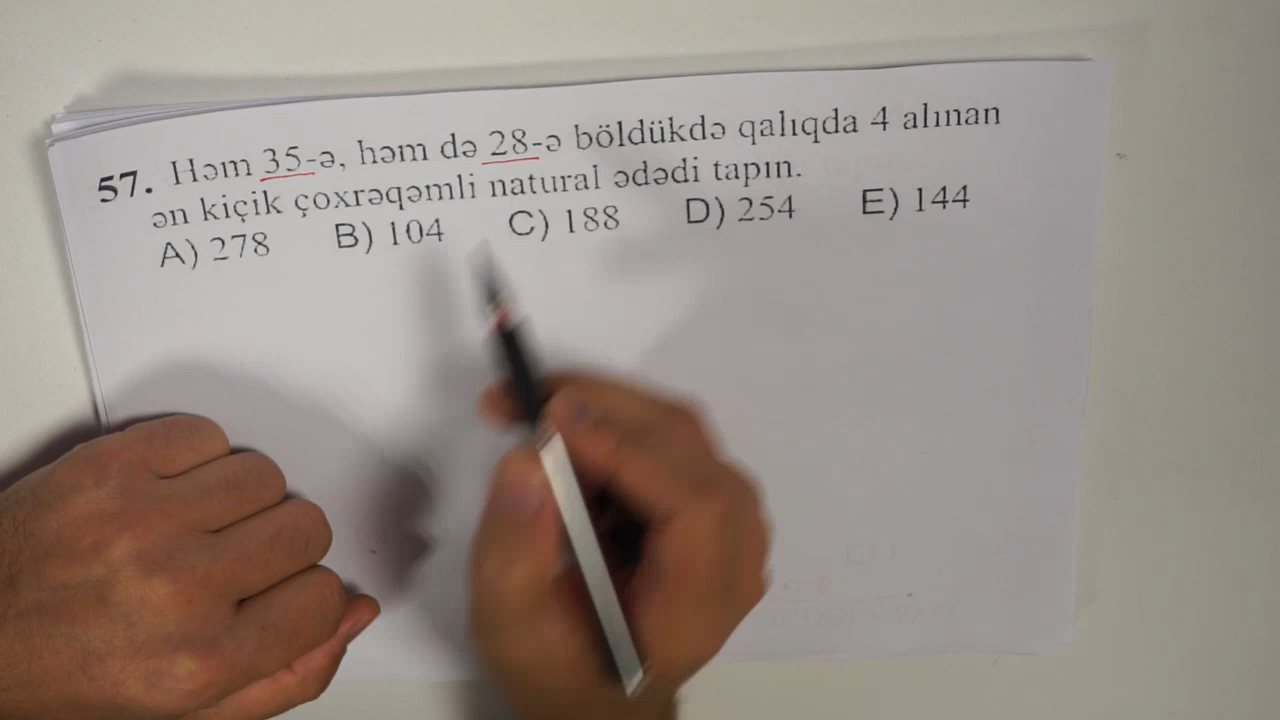 57. Həm 35-ə, həm də 28-ə böldükdə qalıqda 4 alınan
ən kiçik çoxrəqəmli natural ədədi tapın.
A) 278 B) 104 C) 188 D) 254 E) 144